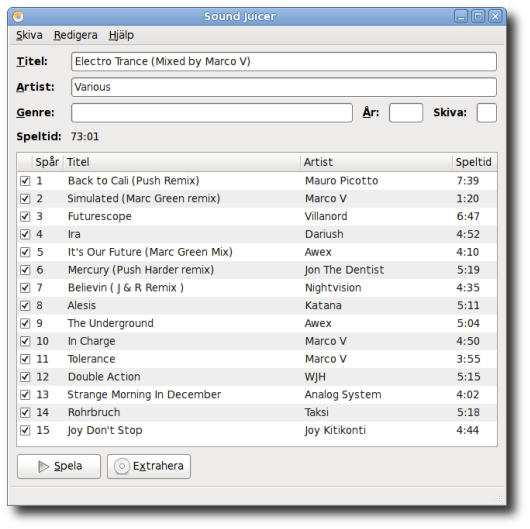 Sound Juicer
Skiva Redigera Hjälp
Titel: Electro Trance (Mixed by Marco V)
Artist: Various
Genre: År: Skiva:
Speltid: 73:01
Spår Titel Artist Speltid
1 Back to Cali (Push Remix) Mauro Picotto 7:39
2 Simulated (Marc Green remix) Marco V 1:20
3 Futurescope Villanord 6:47
4 Ira Dariush 4:52
5 It's Our Future (Marc Green Mix) Awex 4:10
6 Mercury (Push Harder remix) Jon The Dentist 5:19
7 Believin ( J & R Remix ) Nightvision 4:35
8 Alesis Katana 5:11
9 The Underground Awex 5:04
10 In Charge Marco V 4:50
11 Tolerance Marco V 3:55
12 Double Action WJH 5:15
13 Strange Morning In December Analog System 4:02
14 Rohrbruch Taksi 5:18
15 Joy Don't Stop Joy Kitikonti 4:44
Spela Extrahera